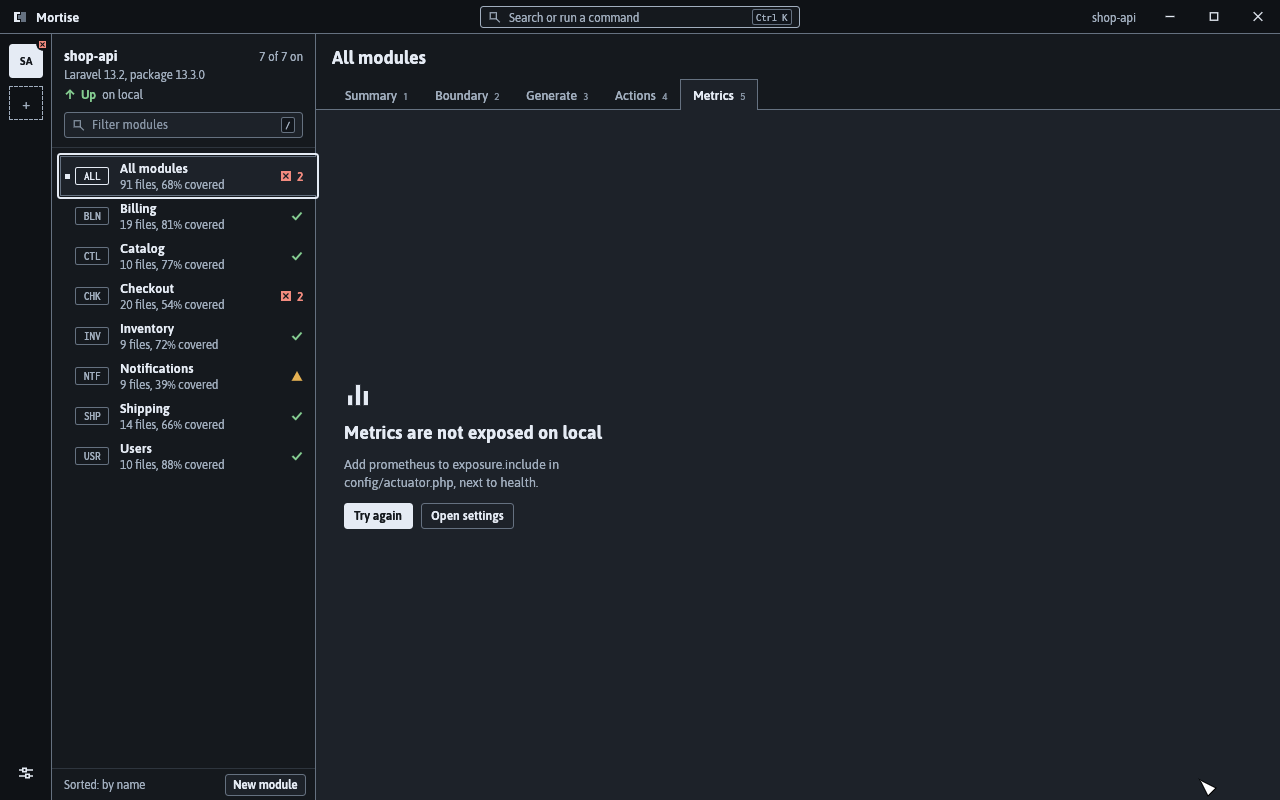 Mortise
Search or run a command
Ctrl K
shop-api
SA
+
shop-api
7 of 7 on
Laravel 13.2, package 13.3.0
Up on local
Filter modules
/
ALL
All modules
91 files, 68% covered
2
BLN
Billing
19 files, 81% covered
CTL
Catalog
10 files, 77% covered
CHK
Checkout
20 files, 54% covered
2
INV
Inventory
9 files, 72% covered
NTF
Notifications
9 files, 39% covered
SHP
Shipping
14 files, 66% covered
USR
Users
10 files, 88% covered
Sorted: by name
New module
All modules
Summary 1
Boundary 2
Generate 3
Actions 4
Metrics 5
Metrics are not exposed on local
Add prometheus to exposure.include in
config/actuator.php, next to health.
Try again
Open settings